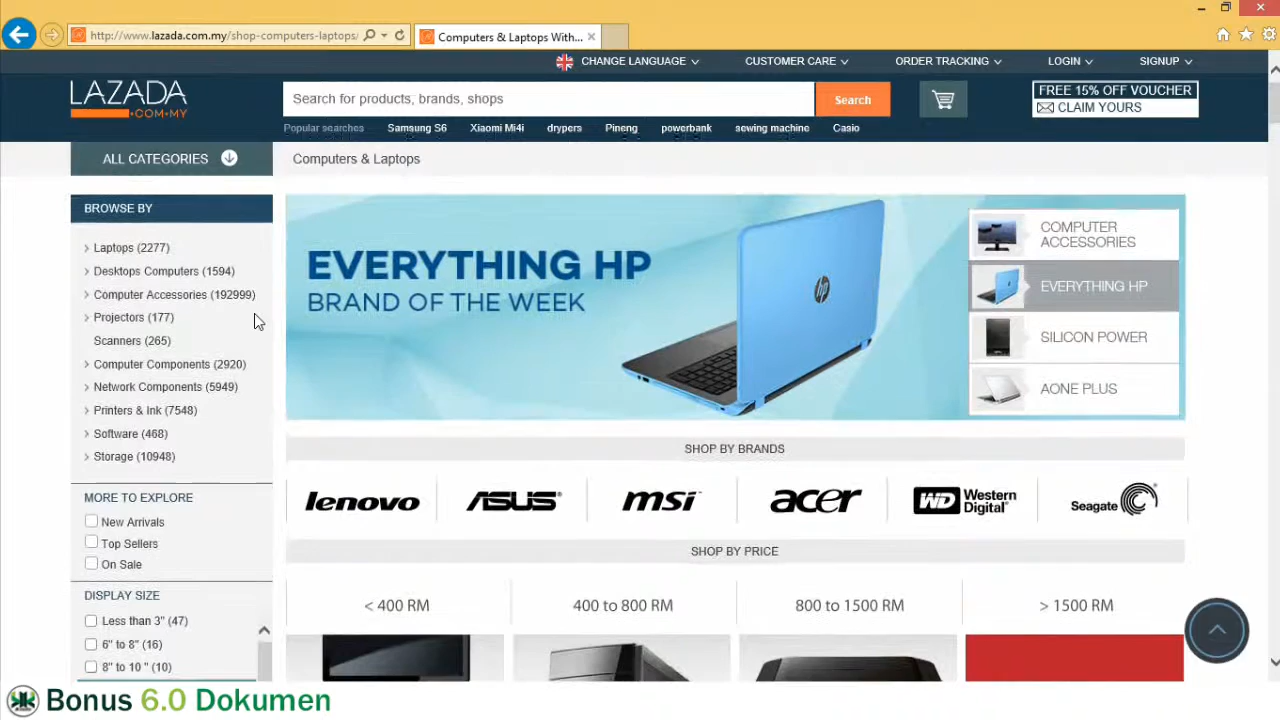 http://www.lazada.com.my/shop-computers-laptops/
Computers & Laptops With...
CHANGE LANGUAGE
CUSTOMER CARE
ORDER TRACKING
LOGIN
SIGNUP
LAZADA
.COM.MY
Search for products, brands, shops
Search
FREE 15% OFF VOUCHER
CLAIM YOURS
Popular searches Samsung S6 Xiaomi Mi4i drypers Pineng powerbank sewing machine Casio
ALL CATEGORIES
Computers & Laptops
BROWSE BY
Laptops (2277)
Desktops Computers (1594)
Computer Accessories (192999)
Projectors (177)
Scanners (265)
Computer Components (2920)
Network Components (5949)
Printers & Ink (7548)
Software (468)
Storage (10948)
MORE TO EXPLORE
New Arrivals
Top Sellers
On Sale
DISPLAY SIZE
Less than 3" (47)
6" to 8" (16)
8" to 10 " (10)
EVERYTHING HP
BRAND OF THE WEEK
hp
COMPUTER
ACCESSORIES
EVERYTHING HP
SILICON POWER
AONE PLUS
SHOP BY BRANDS
lenovo
ASUS
msi
acer
WD Western
Digital
Seagate
SHOP BY PRICE
< 400 RM
400 to 800 RM
800 to 1500 RM
> 1500 RM
Bonus 6.0 Dokumen